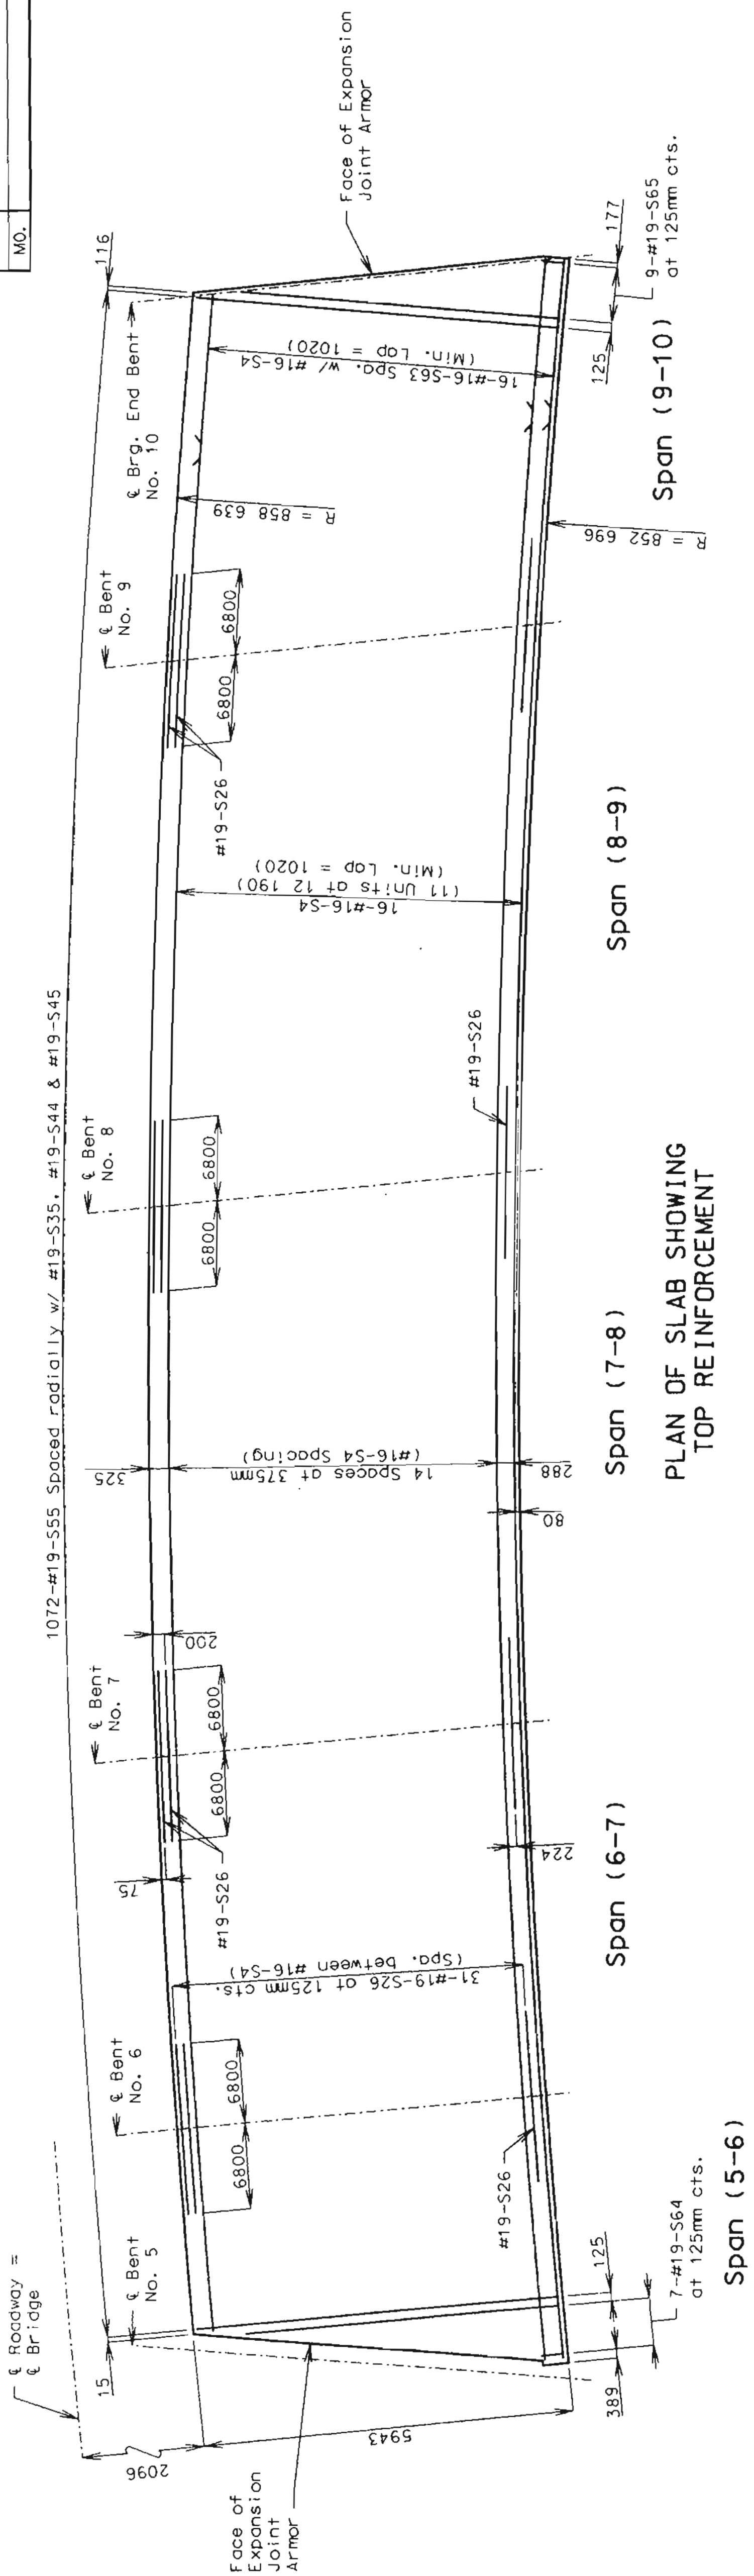 MO.
116
Face of Expansion
Joint Armor
177
9-#19-S65
at 125mm cts.
125
Span (9-10)
℄ Brg. End Bent
No. 10
16-#16-S63 Spa. w/ #16-S4
(Min. Lap = 1020)
R = 858 639
R = 852 696
℄ Bent
No. 9
6800
6800
#19-S26
16-#16-S4
(11 Units at 12 190)
(Min. Lap = 1020)
Span (8-9)
1072-#19-S55 Spaced radially w/ #19-S35, #19-S44 & #19-S45
℄ Bent
No. 8
6800
6800
#19-S26
325
14 Spaces at 375mm
(#16-S4 Spacing)
288
80
Span (7-8)
PLAN OF SLAB SHOWING
TOP REINFORCEMENT
200
℄ Bent
No. 7
6800
6800
75
#19-S26
224
Span (6-7)
31-#19-S26 at 125mm cts.
(Spa. between #16-S4)
℄ Bent
No. 6
6800
6800
#19-S26
℄ Bent
No. 5
15
℄ Roadway =
℄ Bridge
2096
5943
Face of
Expansion
Joint
Armor
389
125
7-#19-S64
at 125mm cts.
Span (5-6)